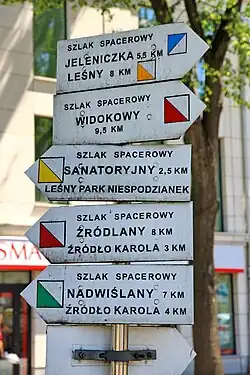 SZLAK SPACEROWY
JELENICZKA 5,5 KM
LEŚNY 8 KM
SZLAK SPACEROWY
WIDOKOWY
9,5 KM
SZLAK SPACEROWY
SANATORYJNY 2,5 KM
LEŚNY PARK NIESPODZIANEK
SZLAK SPACEROWY
ŹRÓDLANY 8 KM
ŹRÓDŁO KAROLA 3 KM
SZLAK SPACEROWY
NADWIŚLANY 7 KM
ŹRÓDŁO KAROLA 4 KM